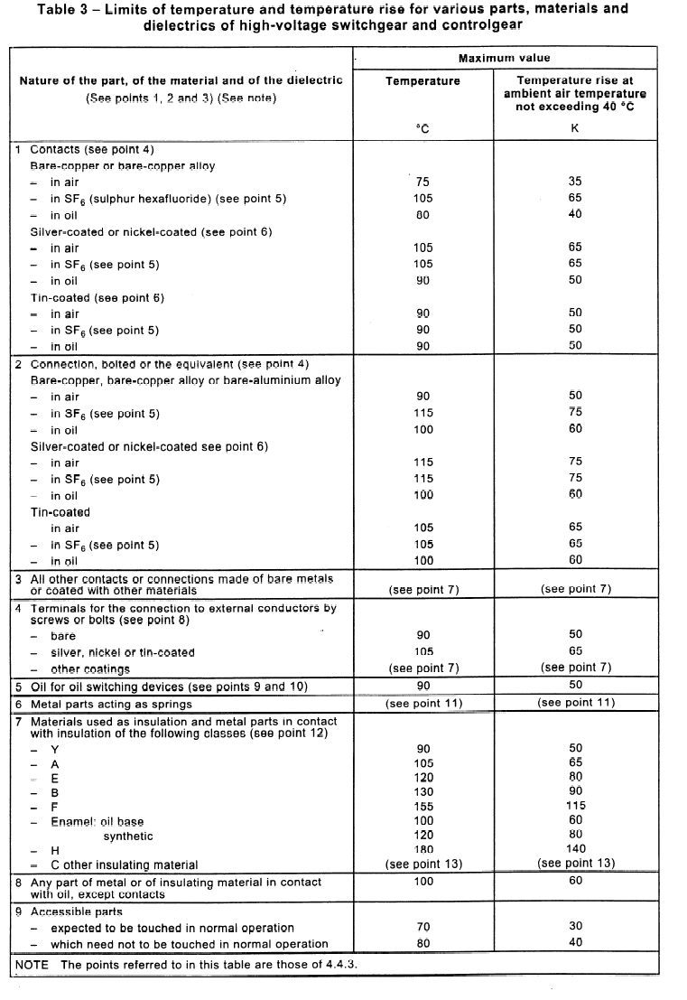 Table 3 – Limits of temperature and temperature rise for various parts, materials and
dielectrics of high-voltage switchgear and controlgear
Nature of the part, of the material and of the dielectric
(See points 1, 2 and 3) (See note)
Maximum value
Temperature
°C
Temperature rise at
ambient air temperature
not exceeding 40 °C
K
1 Contacts (see point 4)
Bare-copper or bare-copper alloy
– in air 75 35
– in SF6 (sulphur hexafluoride) (see point 5) 105 65
– in oil 80 40
Silver-coated or nickel-coated (see point 6)
– in air 105 65
– in SF6 (see point 5) 105 65
– in oil 90 50
Tin-coated (see point 6)
– in air 90 50
– in SF6 (see point 5) 90 50
– in oil 90 50
2 Connection, bolted or the equivalent (see point 4)
Bare-copper, bare-copper alloy or bare-aluminium alloy
– in air 90 50
– in SF6 (see point 5) 115 75
– in oil 100 60
Silver-coated or nickel-coated see point 6)
– in air 115 75
– in SF6 (see point 5) 115 75
– in oil 100 60
Tin-coated
in air 105 65
– in SF6 (see point 5) 105 65
– in oil 100 60
3 All other contacts or connections made of bare metals
or coated with other materials (see point 7) (see point 7)
4 Terminals for the connection to external conductors by
screws or bolts (see point 8)
– bare 90 50
– silver, nickel or tin-coated 105 65
– other coatings (see point 7) (see point 7)
5 Oil for oil switching devices (see points 9 and 10) 90 50
6 Metal parts acting as springs (see point 11) (see point 11)
7 Materials used as insulation and metal parts in contact
with insulation of the following classes (see point 12)
– Y 90 50
– A 105 65
– E 120 80
– B 130 90
– F 155 115
– Enamel: oil base 100 60
synthetic 120 80
– H 180 140
– C other insulating material (see point 13) (see point 13)
8 Any part of metal or of insulating material in contact 100 60
with oil, except contacts
9 Accessible parts
– expected to be touched in normal operation 70 30
– which need not to be touched in normal operation 80 40
NOTE The points referred to in this table are those of 4.4.3.